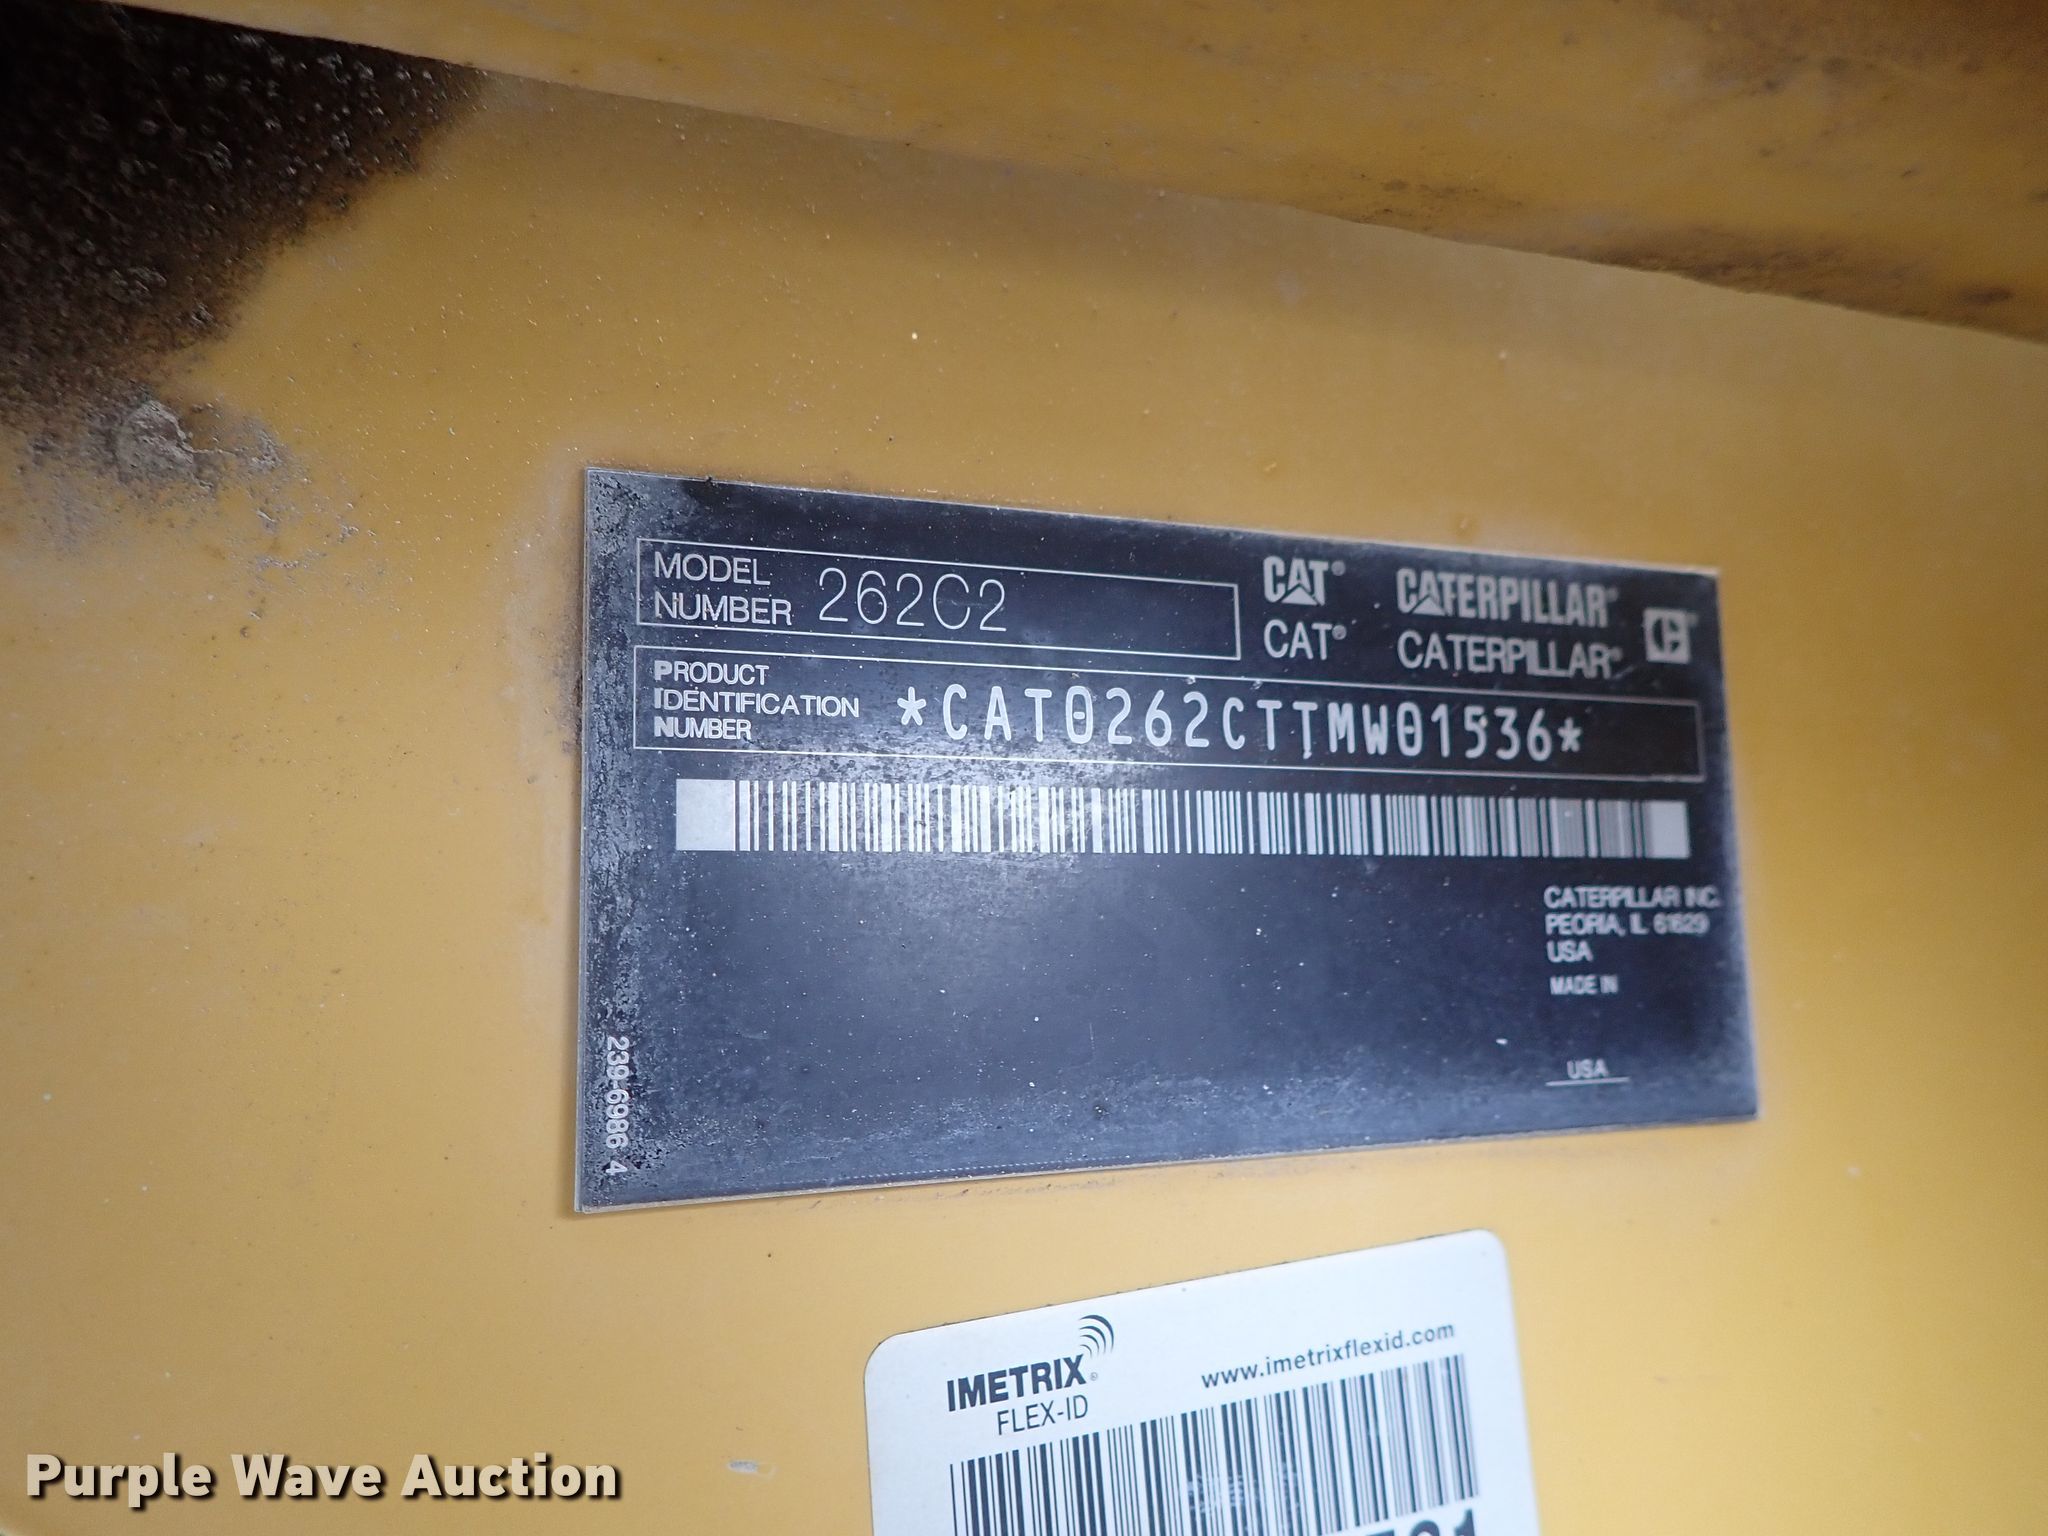 MODEL
NUMBER 262C2
CAT® CATERPILLAR®
CAT® CATERPILLAR®
PRODUCT
IDENTIFICATION
NUMBER
*CAT0262CTTMW01536*
CATERPILLAR INC.
PEORIA, IL 61629
USA
MADE IN
USA
239-6986 4
IMETRIX®
FLEX-ID
www.imetrixflexid.com
Purple Wave Auction